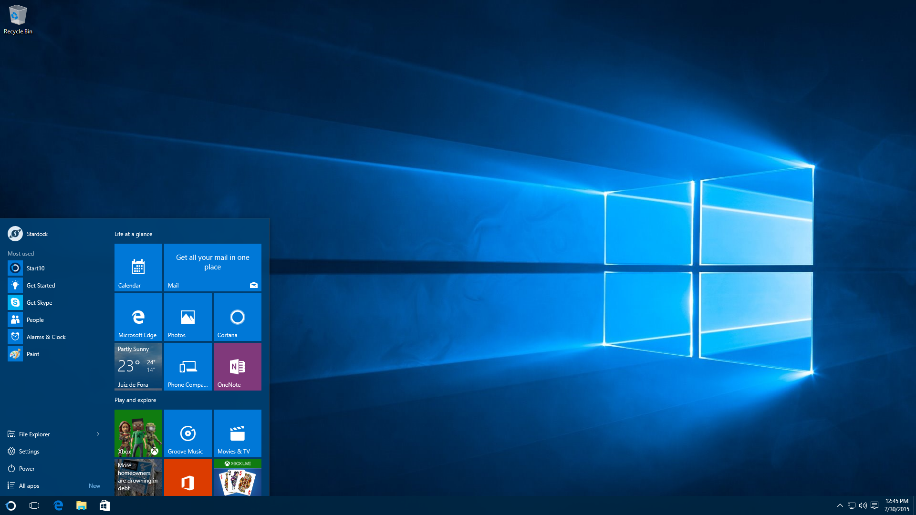 Recycle Bin
Stardock
Most used
Start10
Get Started
Get Skype
People
Alarms & Clock
Paint
File Explorer
Settings
Power
All apps
New
Life at a glance
Calendar
Get all your mail in one
place
Mail
Microsoft Edge
Photos
Cortana
Partly Sunny
23°
24°
14°
Juiz de Fora
Phone Compa...
OneNote
Play and explore
Xbox
Groove Music
Movies & TV
More
homeowners
are drowning in
debt
XBOX LIVE
12:45 PM
7/30/2015